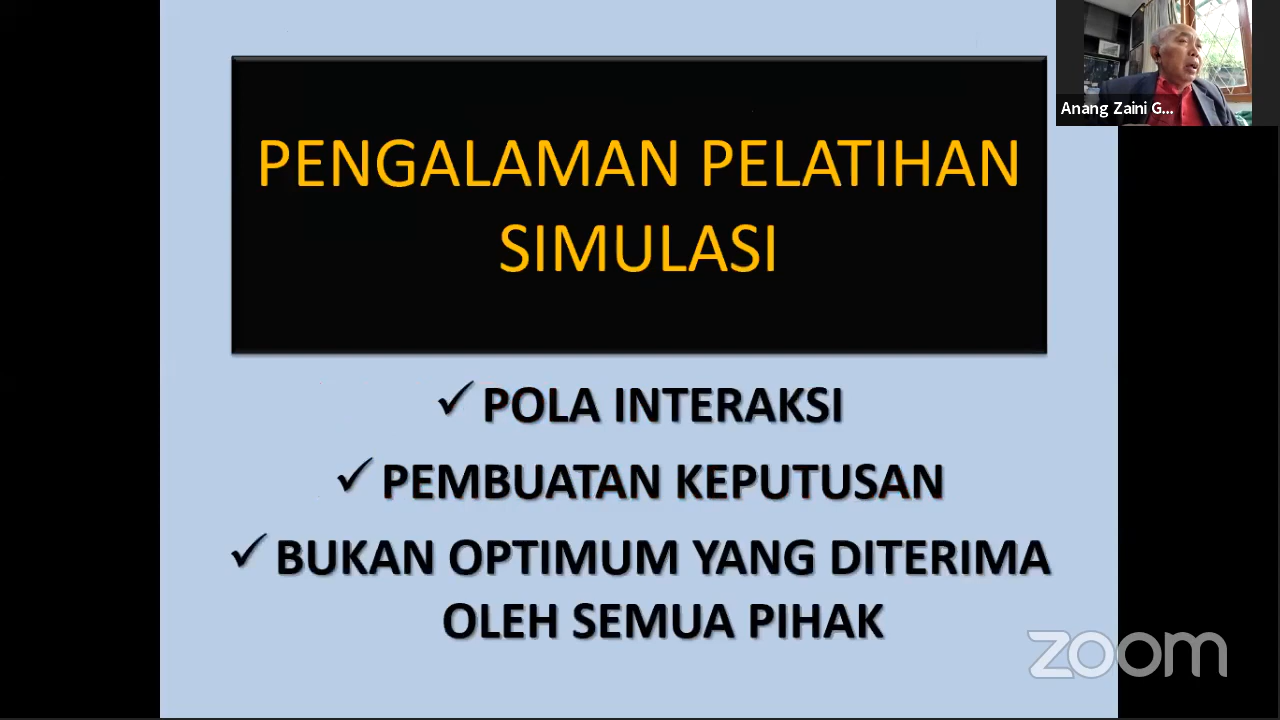 Anang Zaini G...
PENGALAMAN PELATIHAN
SIMULASI
✓ POLA INTERAKSI
✓ PEMBUATAN KEPUTUSAN
✓ BUKAN OPTIMUM YANG DITERIMA
OLEH SEMUA PIHAK
zoom